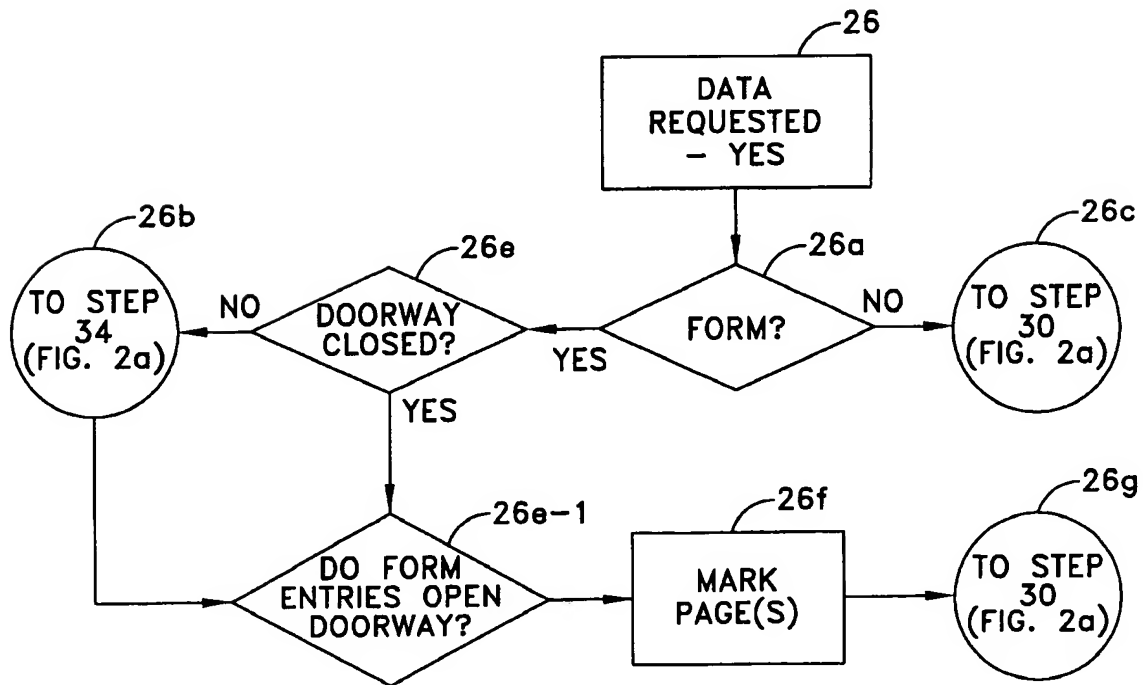 26
DATA
REQUESTED
- YES
26b
26e
26a
26c
TO STEP
34
(FIG. 2a)
NO
DOORWAY
CLOSED?
YES
FORM?
NO
TO STEP
30
(FIG. 2a)
YES
26e-1
26f
26g
DO FORM
ENTRIES OPEN
DOORWAY?
MARK
PAGE(S)
TO STEP
30
(FIG. 2a)